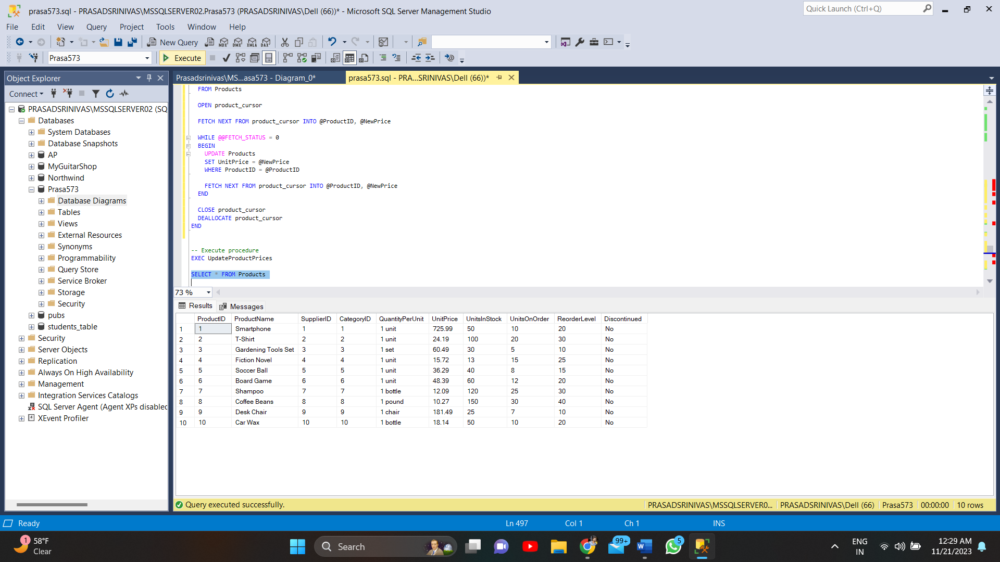 prasa573.sql - PRASADSRINIVAS\MSSQLSERVER02.Prasa573 (PRASADSRINIVAS\Dell (66))* - Microsoft SQL Server Management Studio
Quick Launch (Ctrl+Q)
File Edit View Query Project Tools Window Help
New Query MDX DMX XMLA DAX
Prasa573
Execute
Object Explorer
Prasadsrinivas\MS...asa573 - Diagram_0*
prasa573.sql - PRA...SRINIVAS\Dell (66))*
Connect
PRASADSRINIVAS\MSSQLSERVER02 (SQ
Databases
System Databases
Database Snapshots
AP
MyGuitarShop
Northwind
Prasa573
Database Diagrams
Tables
Views
External Resources
Synonyms
Programmability
Query Store
Service Broker
Storage
Security
pubs
students_table
Security
Server Objects
Replication
Always On High Availability
Management
Integration Services Catalogs
SQL Server Agent (Agent XPs disabled
XEvent Profiler
FROM Products
OPEN product_cursor
FETCH NEXT FROM product_cursor INTO @ProductID, @NewPrice
WHILE @@FETCH_STATUS = 0
BEGIN
UPDATE Products
SET UnitPrice = @NewPrice
WHERE ProductID = @ProductID
FETCH NEXT FROM product_cursor INTO @ProductID, @NewPrice
END
CLOSE product_cursor
DEALLOCATE product_cursor
END
-- Execute procedure
EXEC UpdateProductPrices
SELECT * FROM Products
73 %
Results Messages
ProductID ProductName SupplierID CategoryID QuantityPerUnit UnitPrice UnitsInStock UnitsOnOrder ReorderLevel Discontinued
1 1 Smartphone 1 1 1 unit 725.99 50 10 20 No
2 2 T-Shirt 2 2 1 unit 24.19 100 20 30 No
3 3 Gardening Tools Set 3 3 1 set 60.49 30 5 10 No
4 4 Fiction Novel 4 4 1 unit 15.72 13 15 25 No
5 5 Soccer Ball 5 5 1 unit 36.29 40 8 15 No
6 6 Board Game 6 6 1 unit 48.39 60 12 20 No
7 7 Shampoo 7 7 1 bottle 12.09 120 25 30 No
8 8 Coffee Beans 8 8 1 pound 10.27 150 30 40 No
9 9 Desk Chair 9 9 1 chair 181.49 25 7 10 No
10 10 Car Wax 10 10 1 bottle 18.14 50 10 20 No
Query executed successfully.
PRASADSRINIVAS\MSSQLSERVER0... PRASADSRINIVAS\Dell (66) Prasa573 00:00:00 10 rows
Ready
Ln 497 Col 1 Ch 1 INS
1
58°F
Clear
Search
99+
5
ENG
IN
12:29 AM
11/21/2023